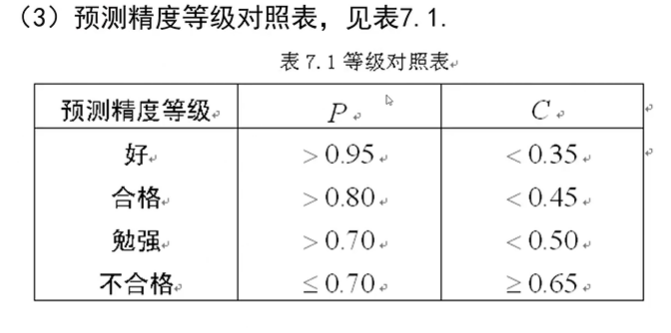 （3）预测精度等级对照表，见表7.1.
表 7.1 等级对照表
预测精度等级 P C
好 ＞0.95 ＜0.35
合格 ＞0.80 ＜0.45
勉强 ＞0.70 ＜0.50
不合格 ≤0.70 ≥0.65